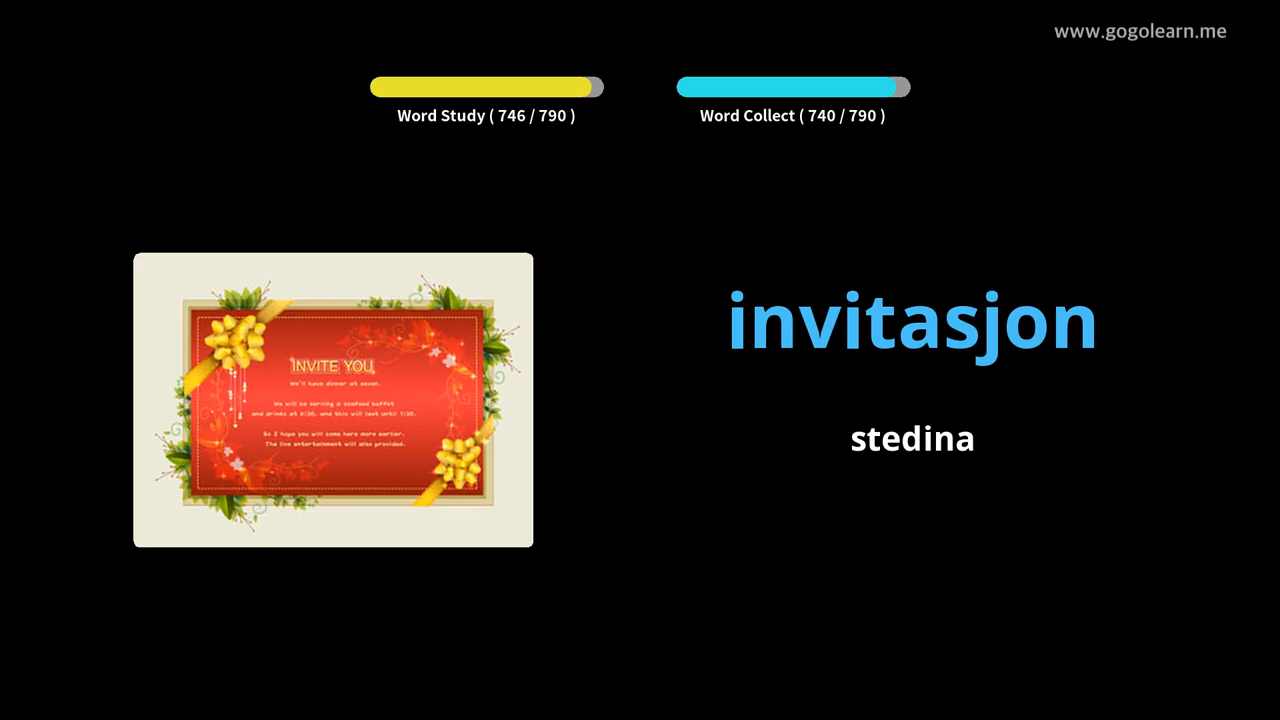 www.gogolearn.me
Word Study ( 746 / 790 )
Word Collect ( 740 / 790 )
invitasjon
stedina
INVITE YOU
We'll have dinner at seven.
We will be serving a seafood buffet
and drinks at 6:30, and this will last until 7:30.
So I hope you will come here more earlier.
The live entertainment will also be provided.